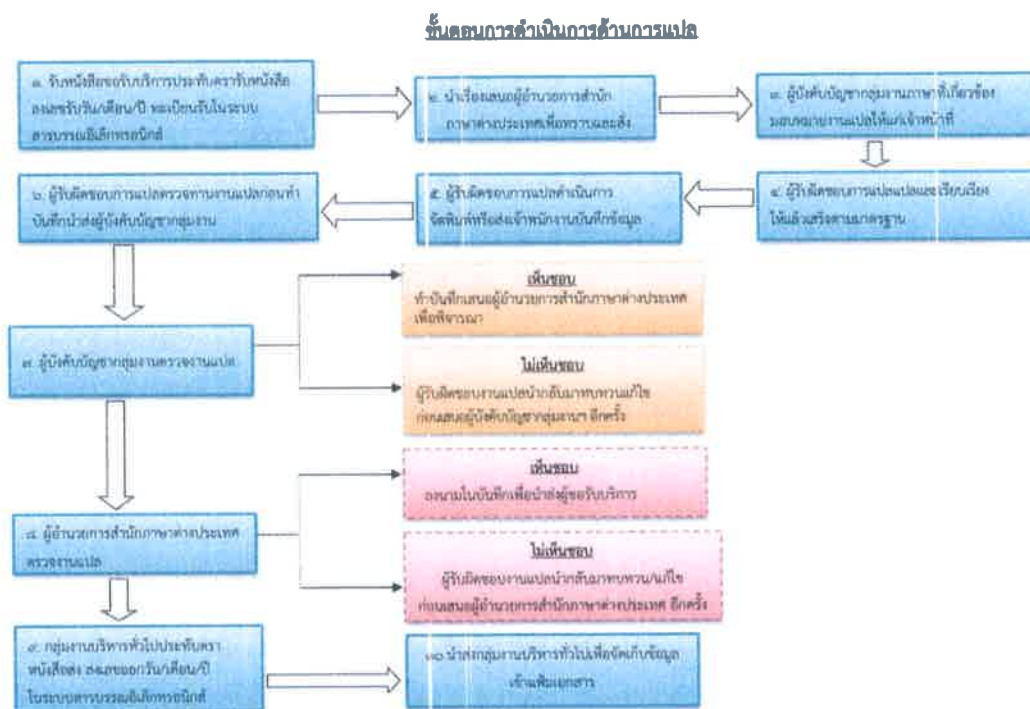 ขั้นตอนการดำเนินการด้านการแปล
๑. รับหนังสือขอรับบริการประทับตรารับหนังสือ
ลงเลขรับวัน/เดือน/ปี ทะเบียนรับในระบบ
สารบรรณอิเล็กทรอนิกส์
๒. นำเรื่องเสนอผู้อำนวยการสำนัก
ภาษาต่างประเทศเพื่อทราบและสั่ง
๓. ผู้บังคับบัญชากลุ่มงานภาษาที่เกี่ยวข้อง
มอบหมายงานแปลให้แก่เจ้าหน้าที่
๔. ผู้รับผิดชอบการแปลแปลและเรียบเรียง
ให้แล้วเสร็จตามมาตรฐาน
๕. ผู้รับผิดชอบการแปลดำเนินการ
จัดพิมพ์หรือส่งเจ้าพนักงานบันทึกข้อมูล
๖. ผู้รับผิดชอบการแปลตรวจทานงานแปลก่อนทำ
บันทึกนำส่งผู้บังคับบัญชากลุ่มงาน
๗. ผู้บังคับบัญชากลุ่มงานตรวจงานแปล
เห็นชอบ
ทำบันทึกเสนอผู้อำนวยการสำนักภาษาต่างประเทศ
เพื่อพิจารณา
ไม่เห็นชอบ
ผู้รับผิดชอบงานแปลนำกลับมาทบทวนแก้ไข
ก่อนเสนอผู้บังคับบัญชากลุ่มงานฯ อีกครั้ง
๘. ผู้อำนวยการสำนักภาษาต่างประเทศ
ตรวจงานแปล
เห็นชอบ
ลงนามในบันทึกเพื่อนำส่งผู้ขอรับบริการ
ไม่เห็นชอบ
ผู้รับผิดชอบงานแปลนำกลับมาทบทวน/แก้ไข
ก่อนเสนอผู้อำนวยการสำนักภาษาต่างประเทศ อีกครั้ง
๙. กลุ่มงานบริหารทั่วไปประทับตรา
หนังสือส่ง ลงเลขออกวัน/เดือน/ปี
ในระบบสารบรรณอิเล็กทรอนิกส์
๑๐ นำส่งกลุ่มงานบริหารทั่วไปเพื่อจัดเก็บข้อมูล
เข้าแฟ้มเอกสาร